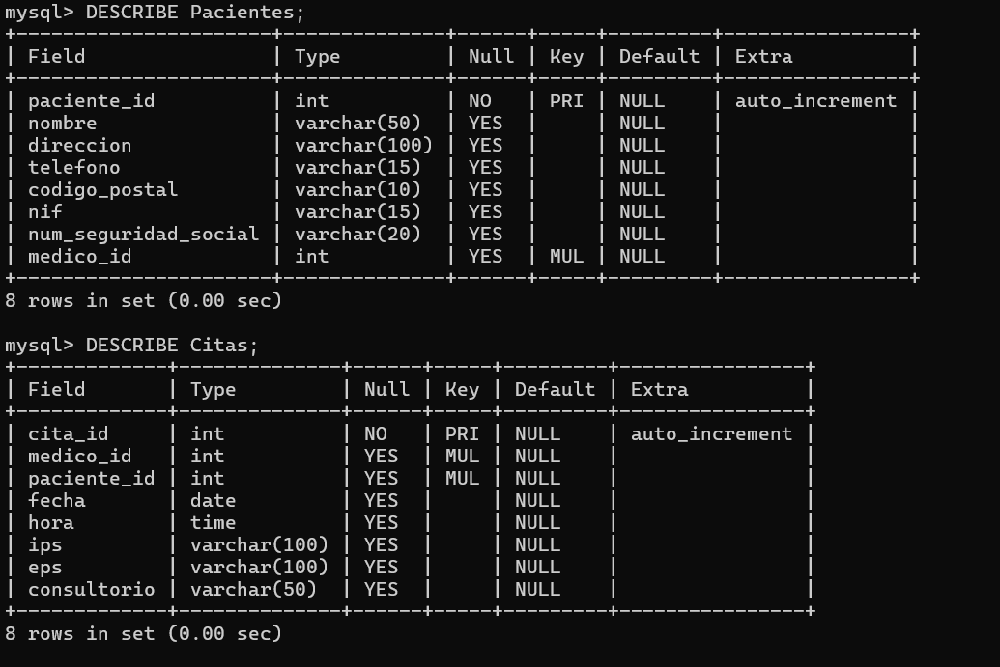 mysql> DESCRIBE Pacientes;
+----------------------+--------------+------+-----+---------+----------------+
| Field                | Type         | Null | Key | Default | Extra          |
+----------------------+--------------+------+-----+---------+----------------+
| paciente_id          | int          | NO   | PRI | NULL    | auto_increment |
| nombre               | varchar(50)  | YES  |     | NULL    |                |
| direccion            | varchar(100) | YES  |     | NULL    |                |
| telefono             | varchar(15)  | YES  |     | NULL    |                |
| codigo_postal        | varchar(10)  | YES  |     | NULL    |                |
| nif                  | varchar(15)  | YES  |     | NULL    |                |
| num_seguridad_social | varchar(20)  | YES  |     | NULL    |                |
| medico_id            | int          | YES  | MUL | NULL    |                |
+----------------------+--------------+------+-----+---------+----------------+
8 rows in set (0.00 sec)

mysql> DESCRIBE Citas;
+-------------+--------------+------+-----+---------+----------------+
| Field       | Type         | Null | Key | Default | Extra          |
+-------------+--------------+------+-----+---------+----------------+
| cita_id     | int          | NO   | PRI | NULL    | auto_increment |
| medico_id   | int          | YES  | MUL | NULL    |                |
| paciente_id | int          | YES  | MUL | NULL    |                |
| fecha       | date         | YES  |     | NULL    |                |
| hora        | time         | YES  |     | NULL    |                |
| ips         | varchar(100) | YES  |     | NULL    |                |
| eps         | varchar(100) | YES  |     | NULL    |                |
| consultorio | varchar(50)  | YES  |     | NULL    |                |
+-------------+--------------+------+-----+---------+----------------+
8 rows in set (0.00 sec)